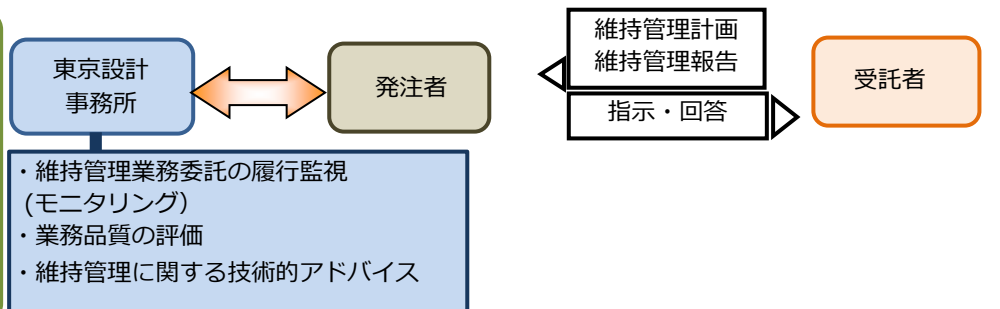 東京設計
事務所
発注者
維持管理計画
維持管理報告
指示・回答
受託者
・維持管理業務委託の履行監視
(モニタリング）
・業務品質の評価
・維持管理に関する技術的アドバイス